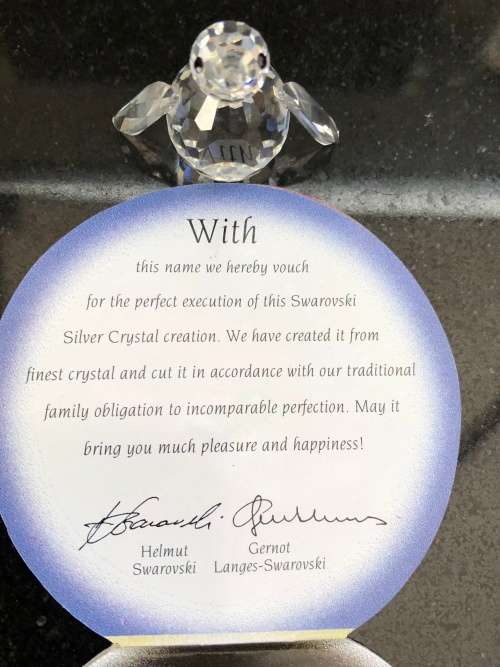 With
this name we hereby vouch
for the perfect execution of this Swarovski
Silver Crystal creation. We have created it from
finest crystal and cut it in accordance with our traditional
family obligation to incomparable perfection. May it
bring you much pleasure and happiness!
Helmut Gernot
Swarovski Langes-Swarovski